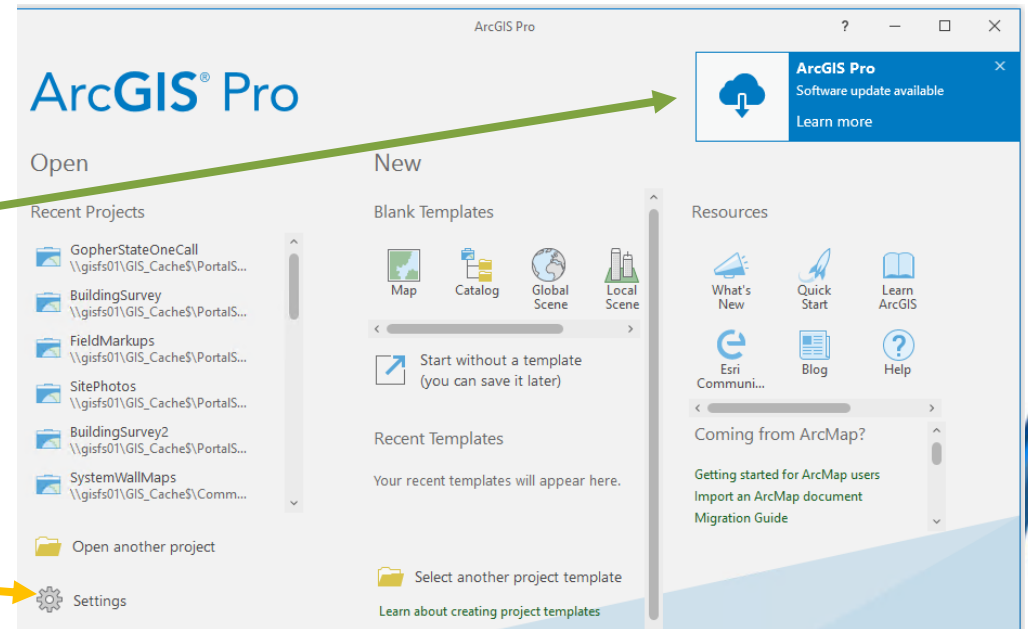 ArcGIS Pro
?
ArcGIS® Pro
ArcGIS Pro
Software update available
Learn more
Open
Recent Projects
GopherStateOneCall
\\gisfs01\GIS_Cache$\PortalS...
BuildingSurvey
\\gisfs01\GIS_Cache$\PortalS...
FieldMarkups
\\gisfs01\GIS_Cache$\PortalS...
SitePhotos
\\gisfs01\GIS_Cache$\PortalS...
BuildingSurvey2
\\gisfs01\GIS_Cache$\PortalS...
SystemWallMaps
\\gisfs01\GIS_Cache$\Comm...
Open another project
Settings
New
Blank Templates
Map
Catalog
Global
Scene
Local
Scene
Start without a template
(you can save it later)
Recent Templates
Your recent templates will appear here.
Select another project template
Learn about creating project templates
Resources
What's
New
Quick
Start
Learn
ArcGIS
Esri
Communi...
Blog
Help
Coming from ArcMap?
Getting started for ArcMap users
Import an ArcMap document
Migration Guide